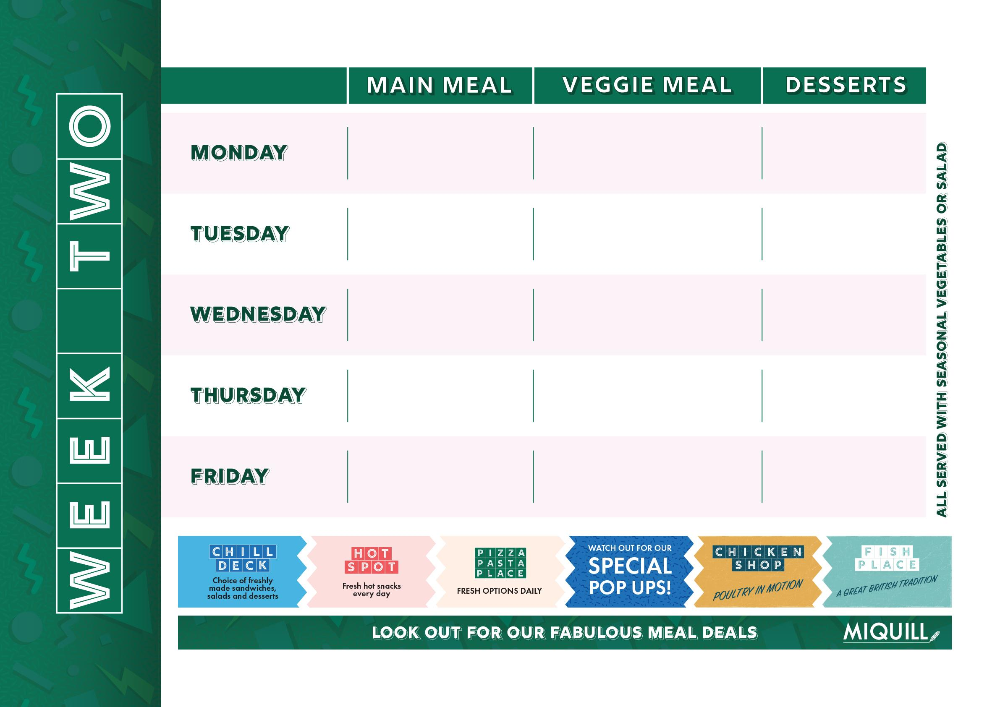 WEEK TWO
MAIN MEAL
VEGGIE MEAL
DESSERTS
MONDAY
TUESDAY
WEDNESDAY
THURSDAY
FRIDAY
ALL SERVED WITH SEASONAL VEGETABLES OR SALAD
CHILL
DECK
Choice of freshly
made sandwiches,
salads and desserts
HOT
SPOT
Fresh hot snacks
every day
PIZZA
PASTA
PLACE
FRESH OPTIONS DAILY
WATCH OUT FOR OUR
SPECIAL
POP UPS!
CHICKEN
SHOP
POULTRY IN MOTION
FISH
PLACE
A GREAT BRITISH TRADITION
LOOK OUT FOR OUR FABULOUS MEAL DEALS
MIQUILL